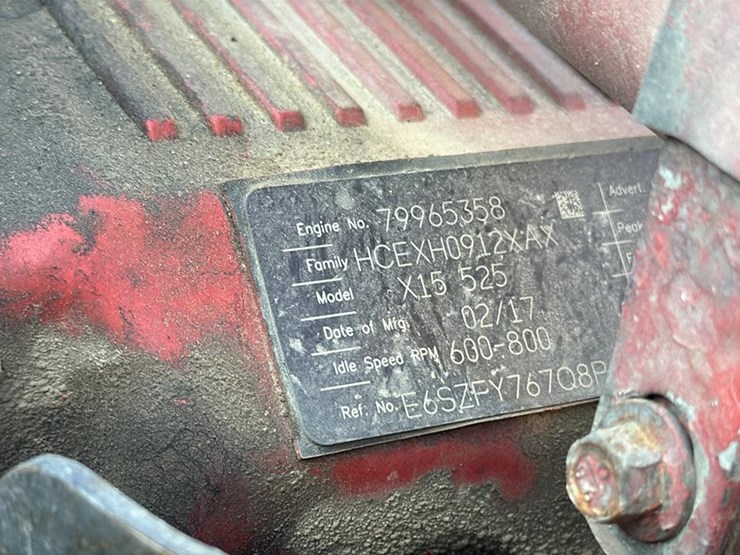 Engine No. 79965358
Family HCEXH0912XAX
Model X15 525
Date of Mfg. 02/17
Idle Speed RPM 600-800
Ref. No. E6SZPY767Q8P
Advert.
Peak